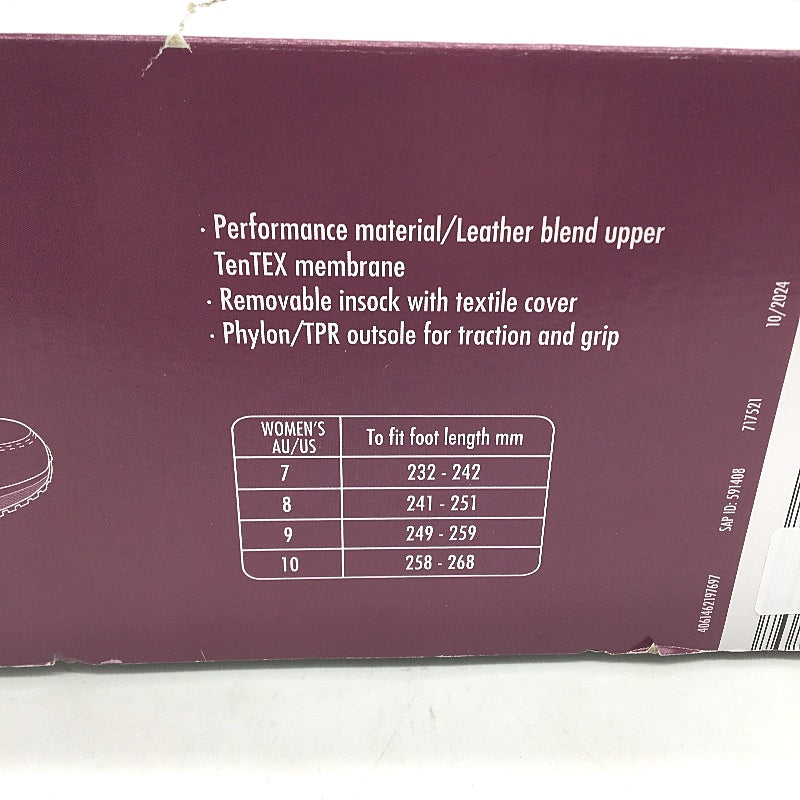 · Performance material/Leather blend upper
TenTEX membrane
· Removable insock with textile cover
· Phylon/TPR outsole for traction and grip
WOMEN'S AU/US To fit foot length mm
7 232 - 242
8 241 - 251
9 249 - 259
10 258 - 268
10/2024
717521
SAP ID: 591408
4061462197697